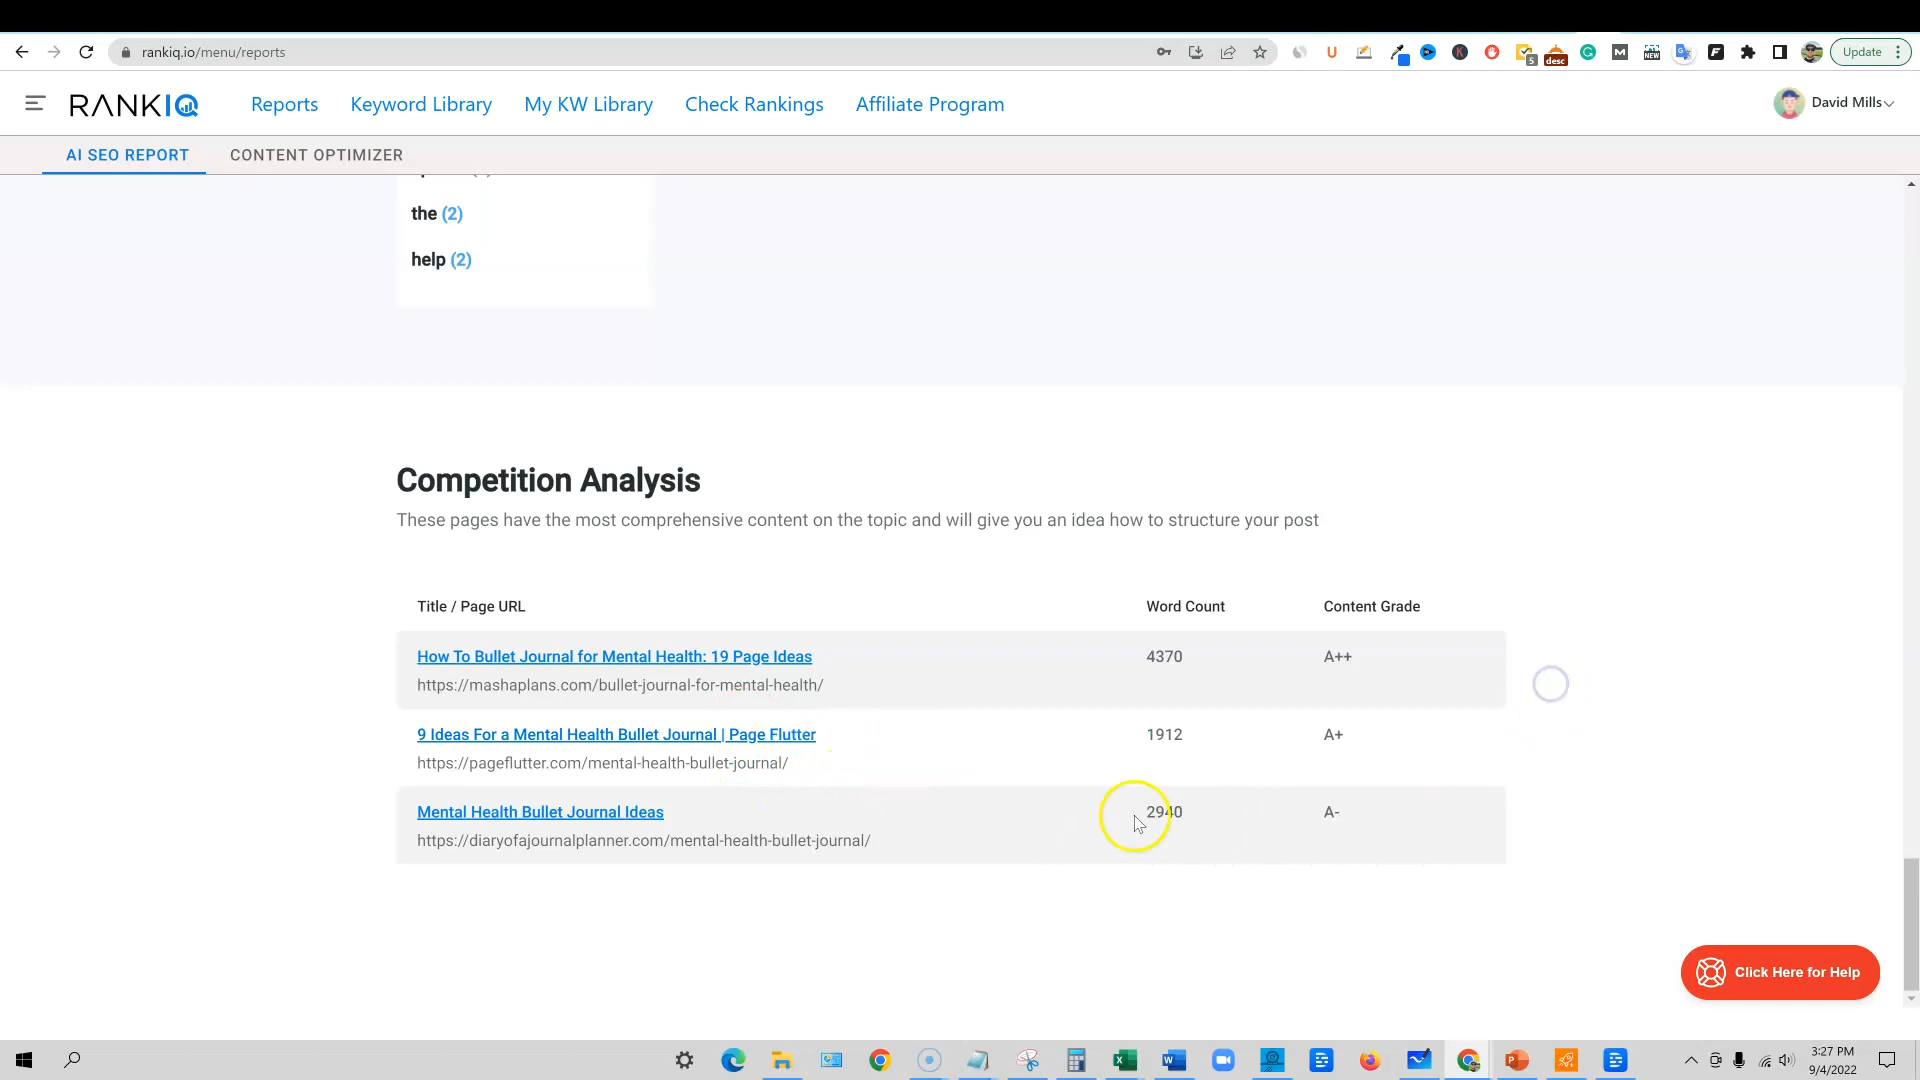 rankiq.io/menu/reports
U
K
5
desc
M
NEW
F
Update
RANKIQ
Reports
Keyword Library
My KW Library
Check Rankings
Affiliate Program
David Mills
AI SEO REPORT
CONTENT OPTIMIZER
the (2)
help (2)
Competition Analysis
These pages have the most comprehensive content on the topic and will give you an idea how to structure your post
Title / Page URL
Word Count
Content Grade
How To Bullet Journal for Mental Health: 19 Page Ideas
4370
A++
https://mashaplans.com/bullet-journal-for-mental-health/
9 Ideas For a Mental Health Bullet Journal | Page Flutter
1912
A+
https://pageflutter.com/mental-health-bullet-journal/
Mental Health Bullet Journal Ideas
2940
A-
https://diaryofajournalplanner.com/mental-health-bullet-journal/
Click Here for Help
3:27 PM
9/4/2022